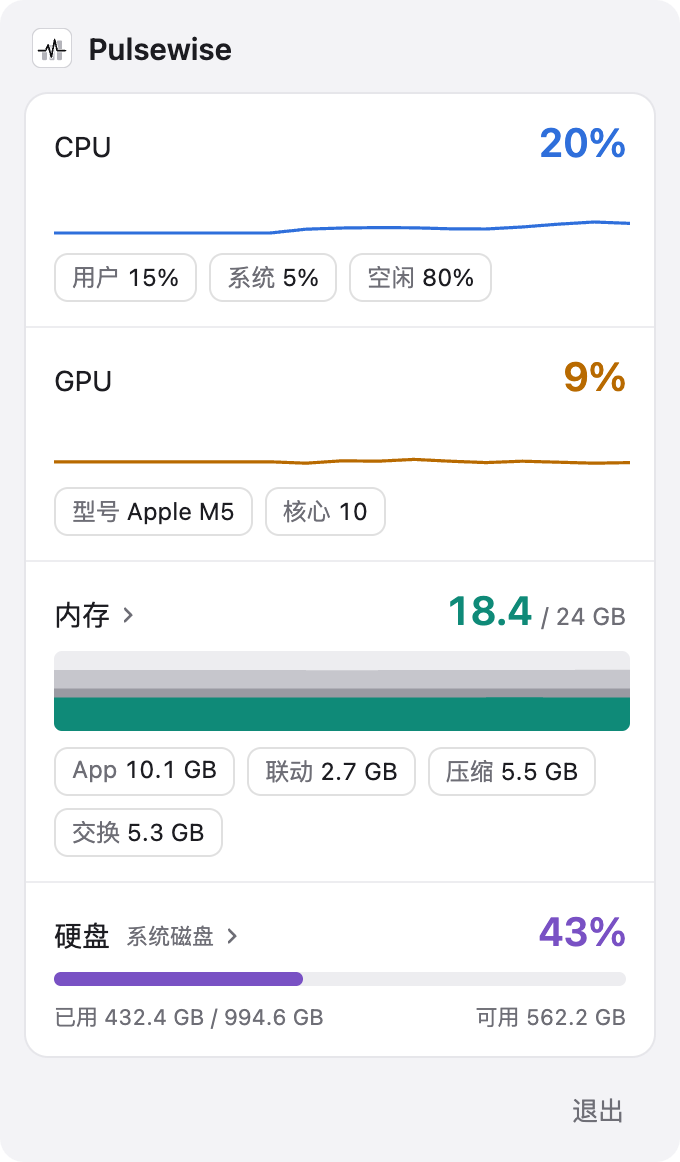 Pulsewise
CPU 20%
用户 15% 系统 5% 空闲 80%
GPU 9%
型号 Apple M5 核心 10
内存 18.4 / 24 GB
App 10.1 GB 联动 2.7 GB 压缩 5.5 GB
交换 5.3 GB
硬盘 系统磁盘 43%
已用 432.4 GB / 994.6 GB 可用 562.2 GB
退出